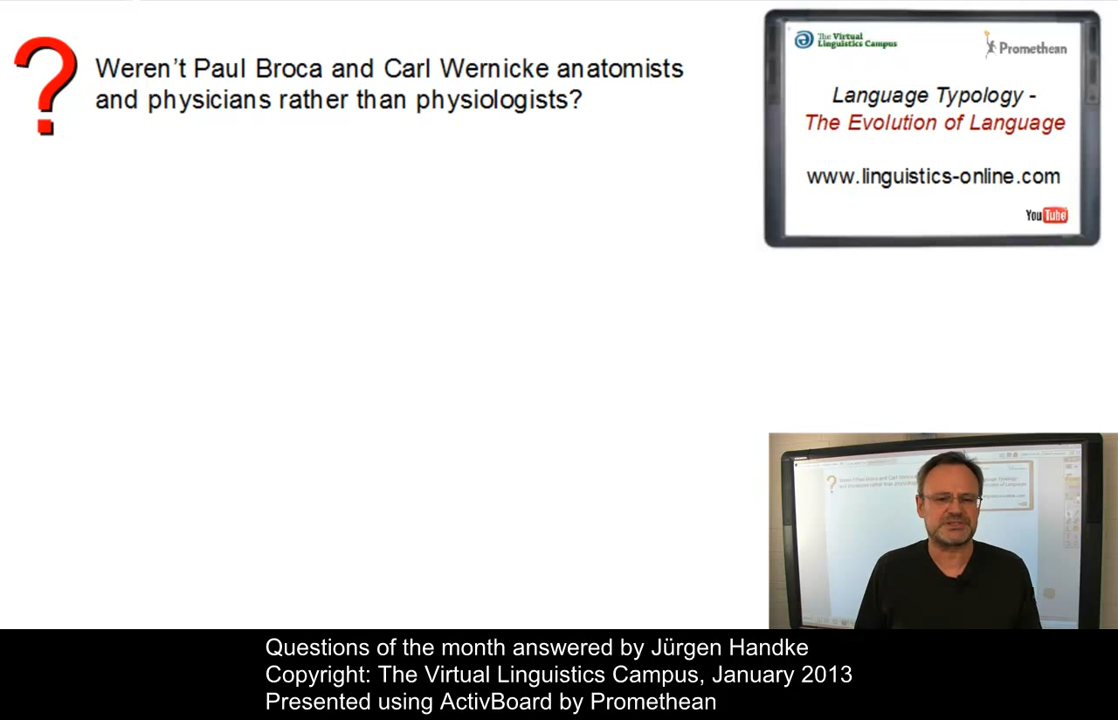 ?
Weren't Paul Broca and Carl Wernicke anatomists
and physicians rather than physiologists?
The Virtual
Linguistics Campus
Promethean
Language Typology -
The Evolution of Language
www.linguistics-online.com
YouTube
Questions of the month answered by Jürgen Handke
Copyright: The Virtual Linguistics Campus, January 2013
Presented using ActivBoard by Promethean